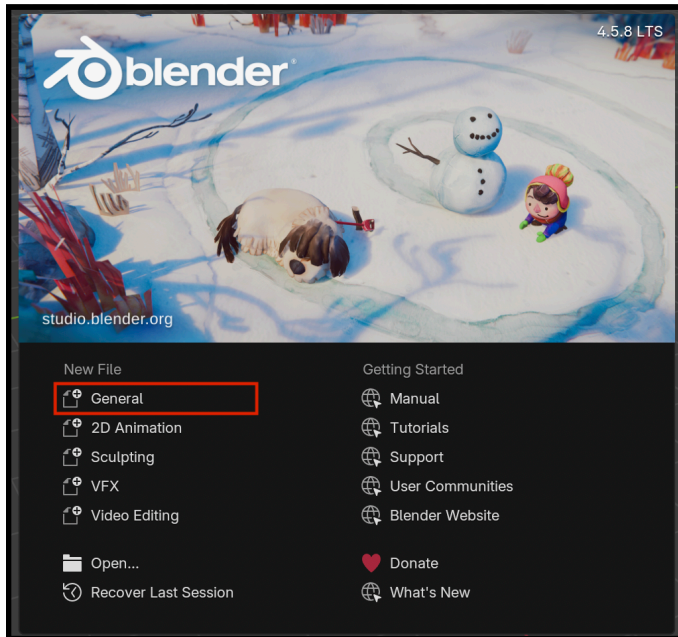 4.5.8 LTS
blender
studio.blender.org
New File
General
2D Animation
Sculpting
VFX
Video Editing
Open...
Recover Last Session
Getting Started
Manual
Tutorials
Support
User Communities
Blender Website
Donate
What's New